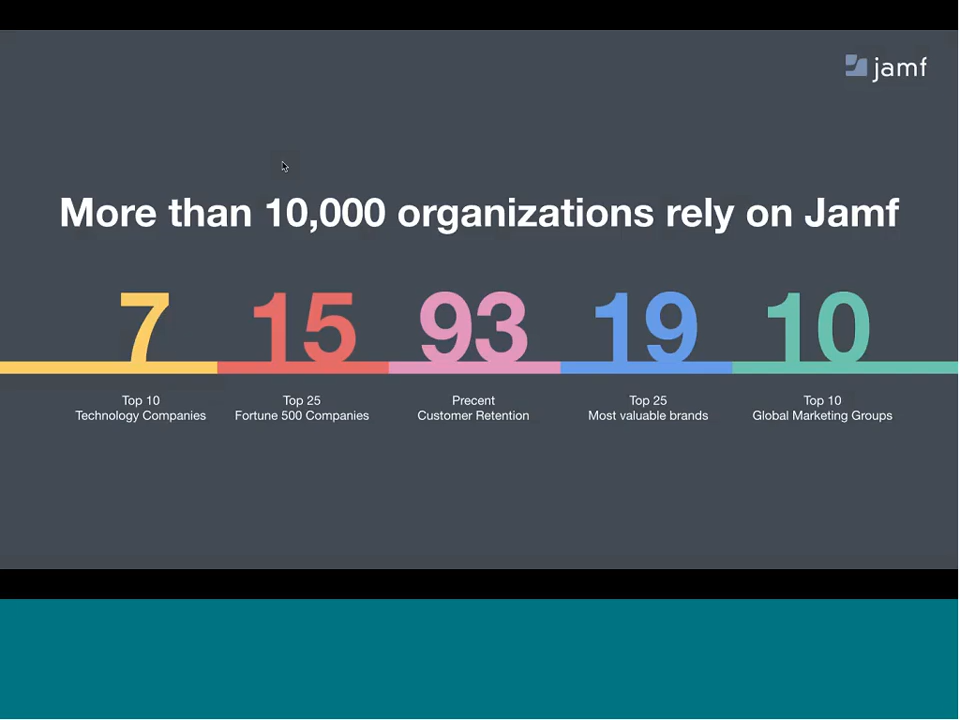 jamf
More than 10,000 organizations rely on Jamf
7 15 93 19 10
Top 10 Top 25 Precent Top 25 Top 10
Technology Companies Fortune 500 Companies Customer Retention Most valuable brands Global Marketing Groups